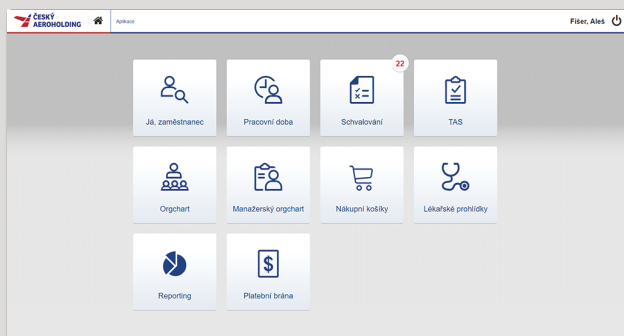 ČESKÝ
AEROHOLDING
Aplikace
Fišer, Aleš
22
Já, zaměstnanec
Pracovní doba
Schvalování
TAS
Orgchart
Manažerský orgchart
Nákupní košíky
Lékařské prohlídky
Reporting
Platební brána